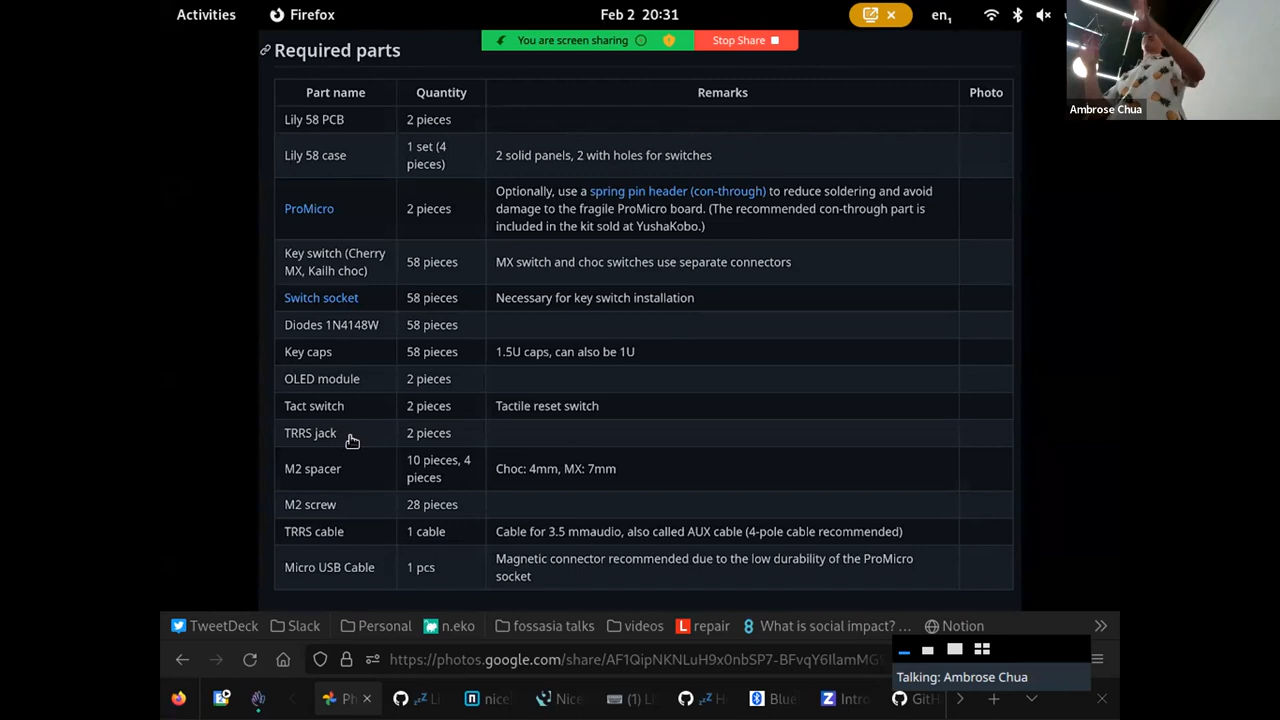 Activities Firefox Feb 2 20:31 en₁
You are screen sharing Stop Share
Ambrose Chua
Required parts
Part name Quantity Remarks Photo
Lily 58 PCB 2 pieces
Lily 58 case 1 set (4
pieces) 2 solid panels, 2 with holes for switches
ProMicro 2 pieces Optionally, use a spring pin header (con-through) to reduce soldering and avoid
damage to the fragile ProMicro board. (The recommended con-through part is
included in the kit sold at YushaKobo.)
Key switch (Cherry
MX, Kailh choc) 58 pieces MX switch and choc switches use separate connectors
Switch socket 58 pieces Necessary for key switch installation
Diodes 1N4148W 58 pieces
Key caps 58 pieces 1.5U caps, can also be 1U
OLED module 2 pieces
Tact switch 2 pieces Tactile reset switch
TRRS jack 2 pieces
M2 spacer 10 pieces, 4
pieces Choc: 4mm, MX: 7mm
M2 screw 28 pieces
TRRS cable 1 cable Cable for 3.5 mmaudio, also called AUX cable (4-pole cable recommended)
Micro USB Cable 1 pcs Magnetic connector recommended due to the low durability of the ProMicro
socket
TweetDeck Slack Personal n.eko fossasia talks videos repair What is social impact? ... Notion
https://photos.google.com/share/
Talking: Ambrose Chua
Ph nice Nice Blue Intro GitH